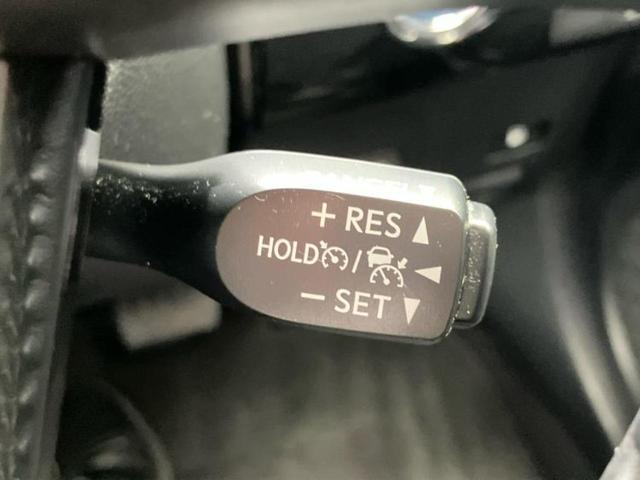 + RES ▲
HOLD / ◀
− SET ▼